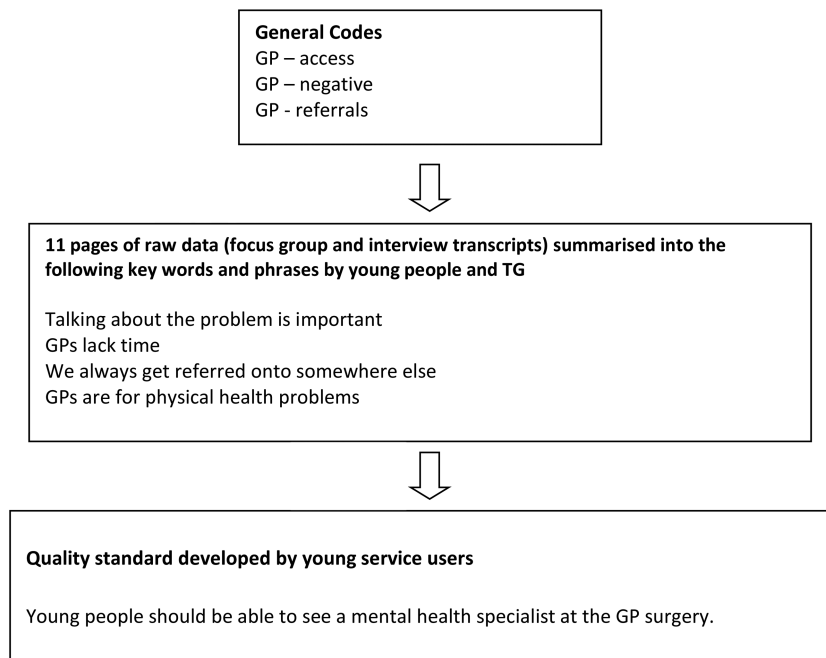 General Codes
GP – access
GP – negative
GP - referrals
11 pages of raw data (focus group and interview transcripts) summarised into the
following key words and phrases by young people and TG
Talking about the problem is important
GPs lack time
We always get referred onto somewhere else
GPs are for physical health problems
Quality standard developed by young service users
Young people should be able to see a mental health specialist at the GP surgery.